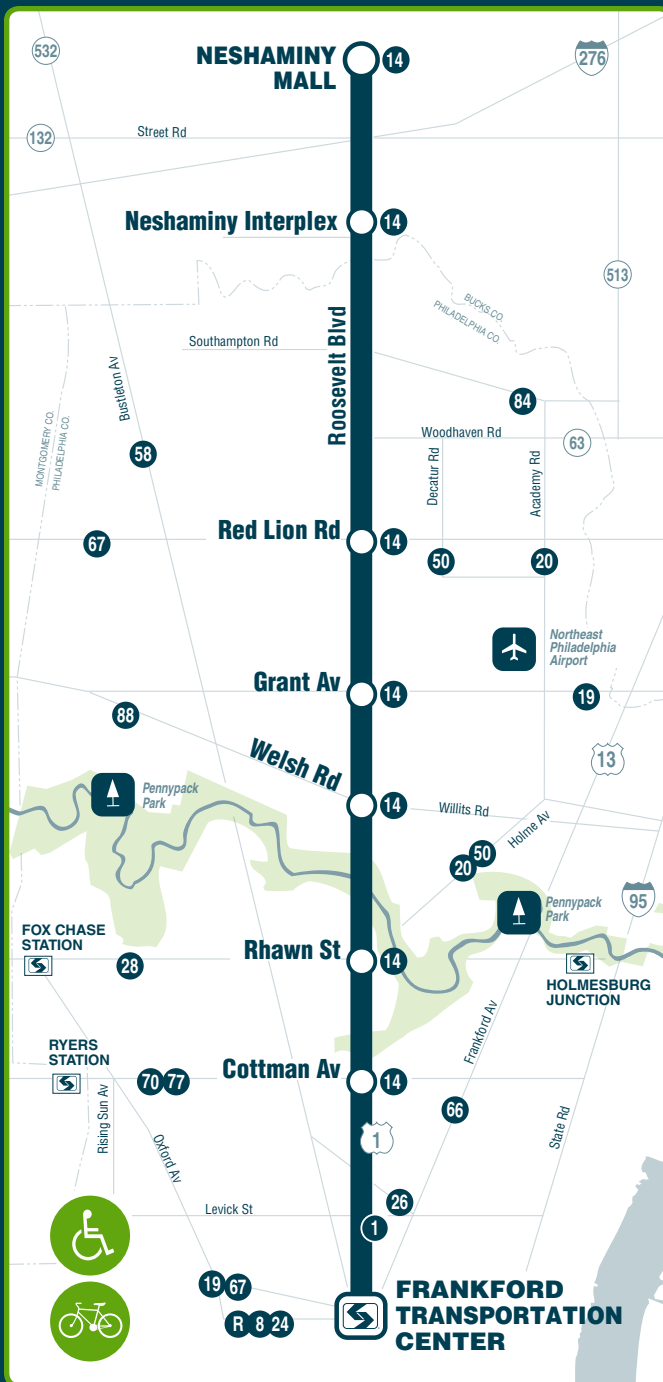 532
NESHAMINY
MALL
14
276
132
Street Rd
Neshaminy Interplex
14
513
BUCKS CO.
PHILADELPHIA CO.
Roosevelt Blvd
Southampton Rd
Bustleton Av
84
MONTGOMERY CO.
PHILADELPHIA CO.
58
Woodhaven Rd
63
Decatur Rd
Academy Rd
67
Red Lion Rd
14
50
20
Northeast
Philadelphia
Airport
Grant Av
14
19
88
13
Welsh Rd
14
Pennypack
Park
Willits Rd
Holme Av
50
20
95
Pennypack
Park
FOX CHASE
STATION
28
Rhawn St
14
HOLMESBURG
JUNCTION
RYERS
STATION
Frankford Av
70
77
Cottman Av
14
66
Rising Sun Av
Oxford Av
State Rd
1
26
Levick St
1
19
67
R
8
24
FRANKFORD
TRANSPORTATION
CENTER